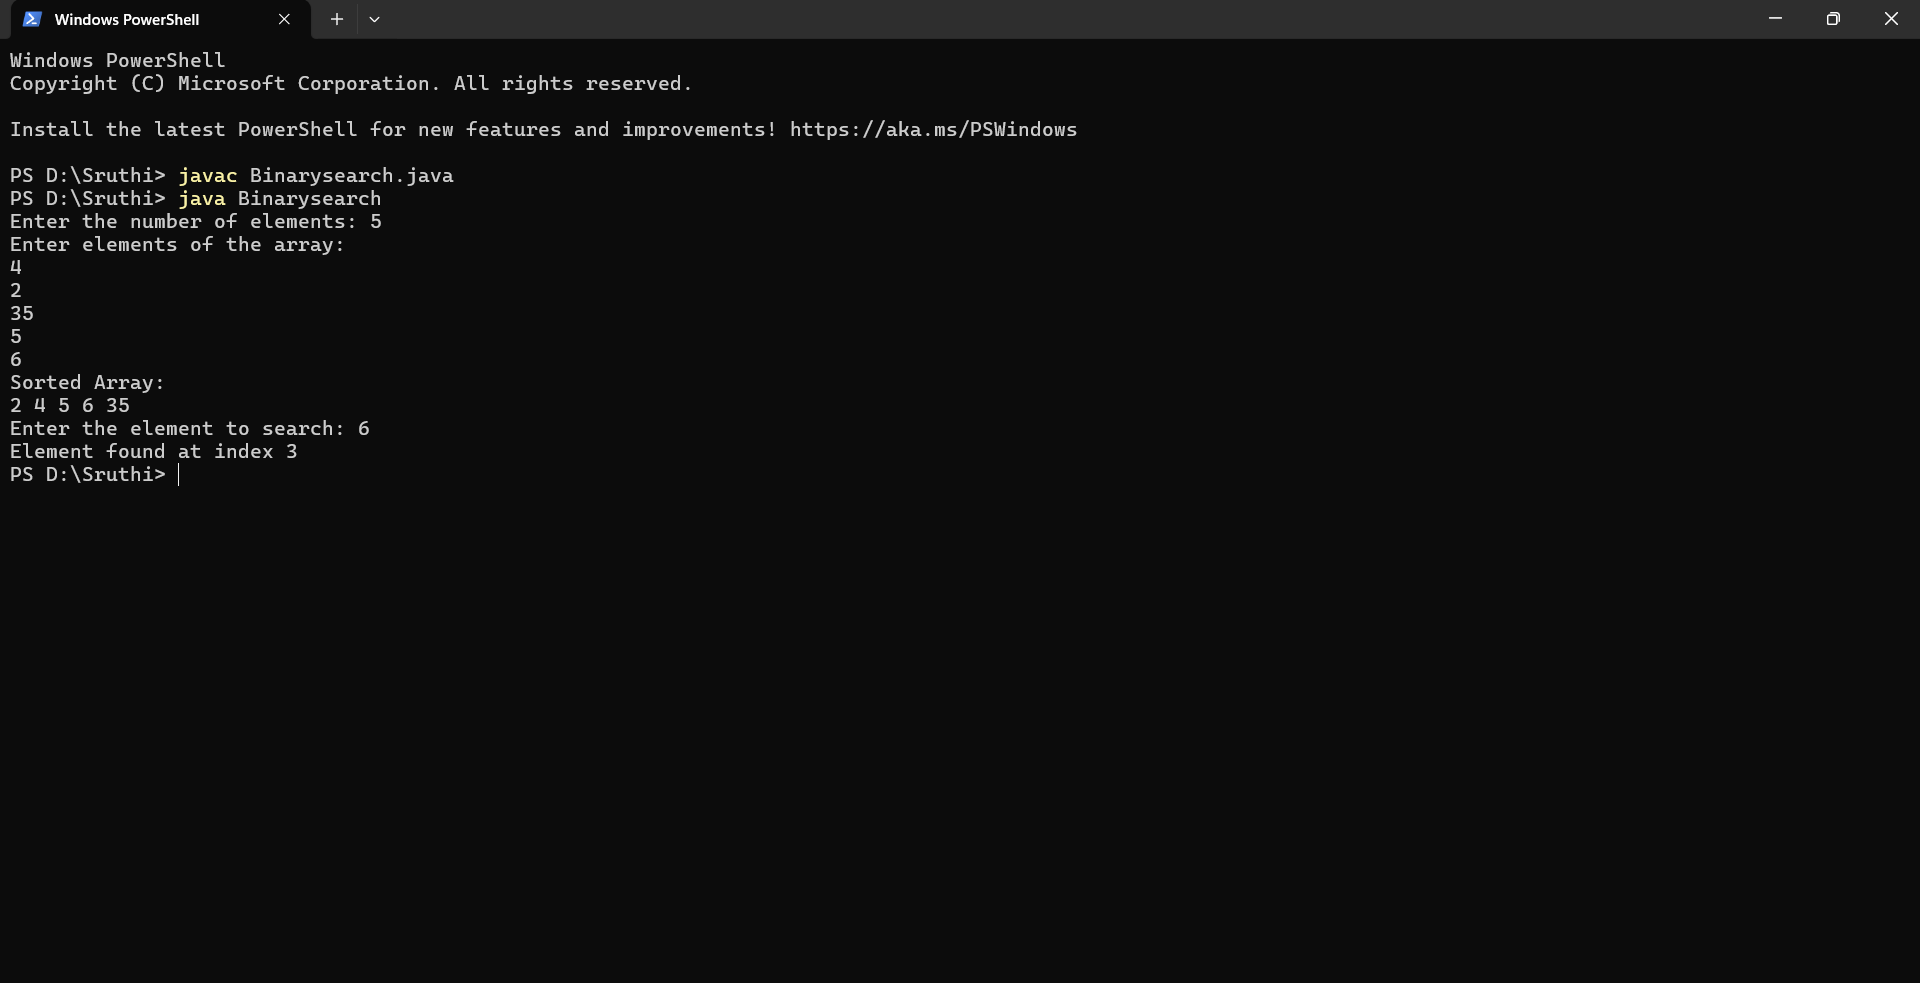 Windows PowerShell
Windows PowerShell
Copyright (C) Microsoft Corporation. All rights reserved.
Install the latest PowerShell for new features and improvements! https://aka.ms/PSWindows
PS D:\Sruthi> javac Binarysearch.java
PS D:\Sruthi> java Binarysearch
Enter the number of elements: 5
Enter elements of the array:
4
2
35
5
6
Sorted Array:
2 4 5 6 35
Enter the element to search: 6
Element found at index 3
PS D:\Sruthi>